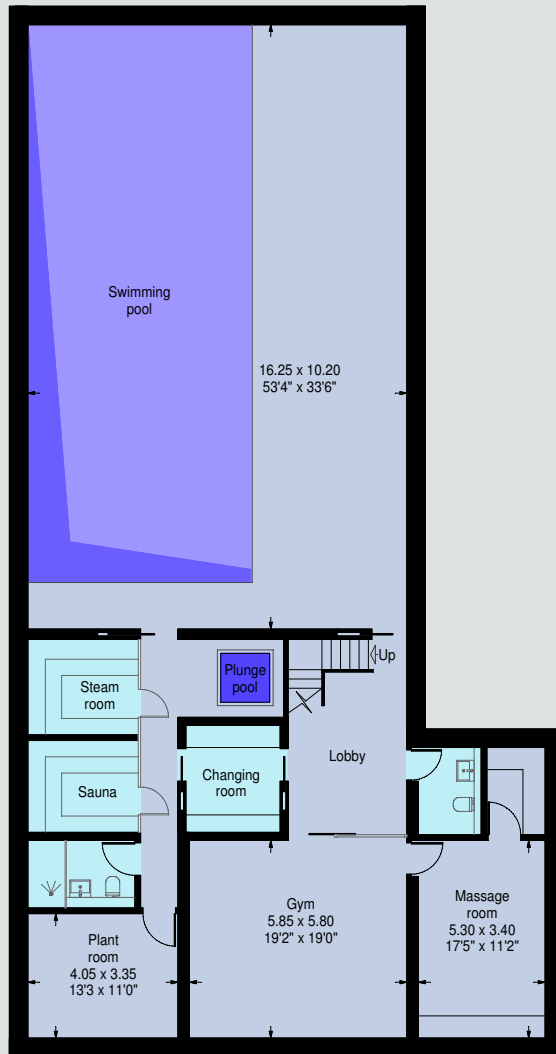 Swimming
pool
16.25 x 10.20
53'4" x 33'6"
Steam
room
Plunge
pool
Up
Sauna
Changing
room
Lobby
Gym
5.85 x 5.80
19'2" x 19'0"
Massage
room
5.30 x 3.40
17'5" x 11'2"
Plant
room
4.05 x 3.35
13'3 x 11'0"